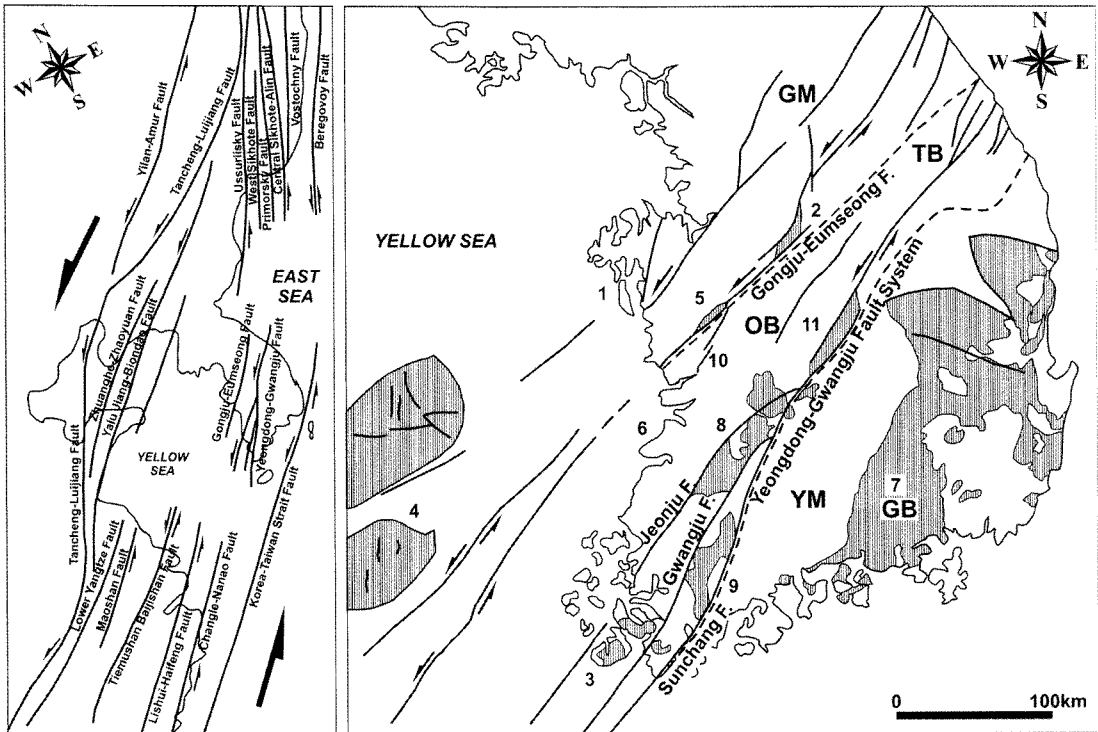 N
E
W
S
Yilan-Amur Fault
Tancheng-Luijiang Fault
Ussuriisky Fault
West Sikhote Fault
Primorsky Fault
Central Sikhote-Alin Fault
Vostochny Fault
Beregovoy Fault
EAST
SEA
Zhuanghe-Zhaoyuan Fault
Yalu Jiang-Biondao Fault
Gongju-Eumseong Fault
Yeongdong-Gwangju Fault
YELLOW
SEA
Tancheng-Luijiang Fault
Lower Yangtze Fault
Maoshan Fault
Tiemushan Baijishan Fault
Lishui-Haifeng Fault
Changle-Nanao Fault
Korea-Taiwan Strait Fault
N
W
E
S
GM
TB
YELLOW SEA
2
Gongju-Eumseong F.
1
5
OB
11
10
Yeongdong-Gwangju Fault System
6
8
4
Jeonju F.
Gwangju F.
YM
7
GB
9
Sunchang F.
3
0
100km